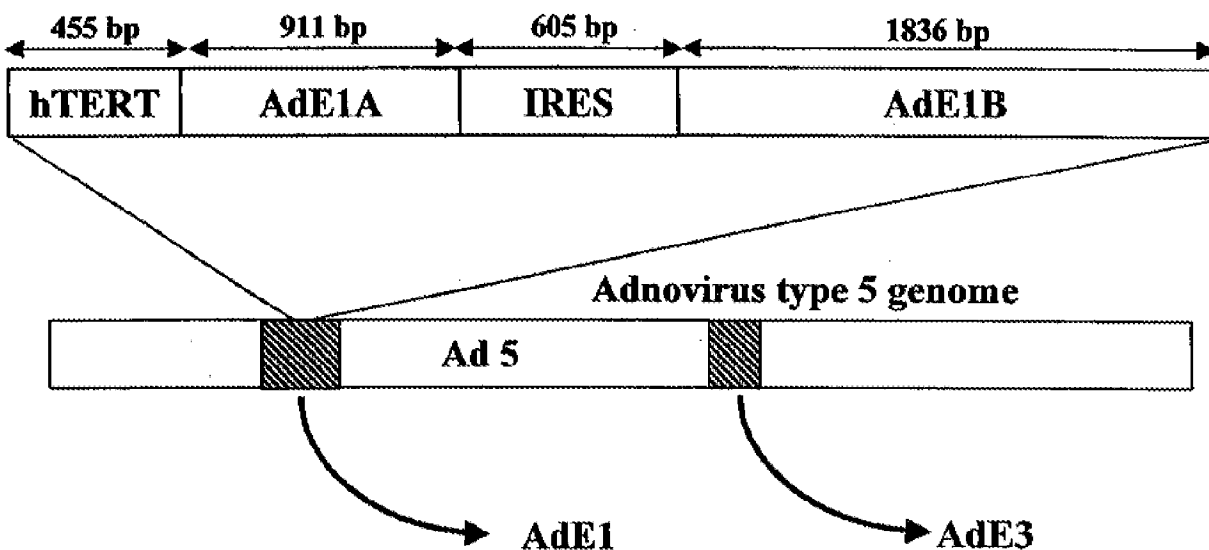 455 bp 911 bp 605 bp 1836 bp
hTERT AdE1A IRES AdE1B
Adnovirus type 5 genome
Ad 5
AdE1 AdE3